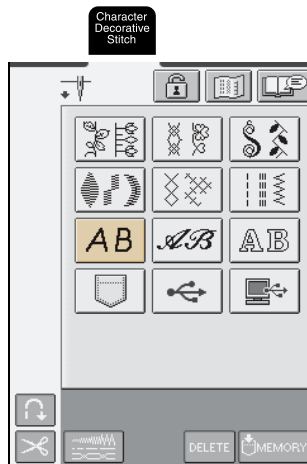 Character
Decorative
Stitch
S
AB
AB
AB
DELETE MEMORY